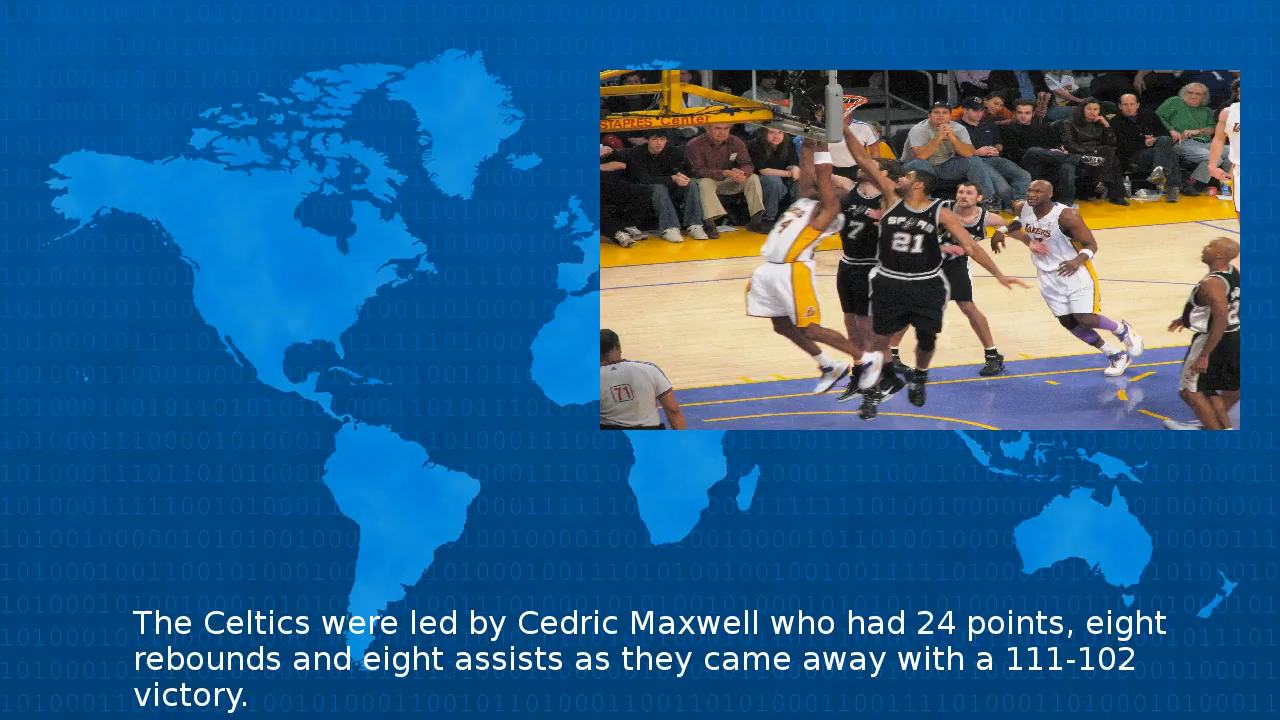 STAPLES Center
SPURS
7
21
LAKERS
4
71
The Celtics were led by Cedric Maxwell who had 24 points, eight
rebounds and eight assists as they came away with a 111-102
victory.